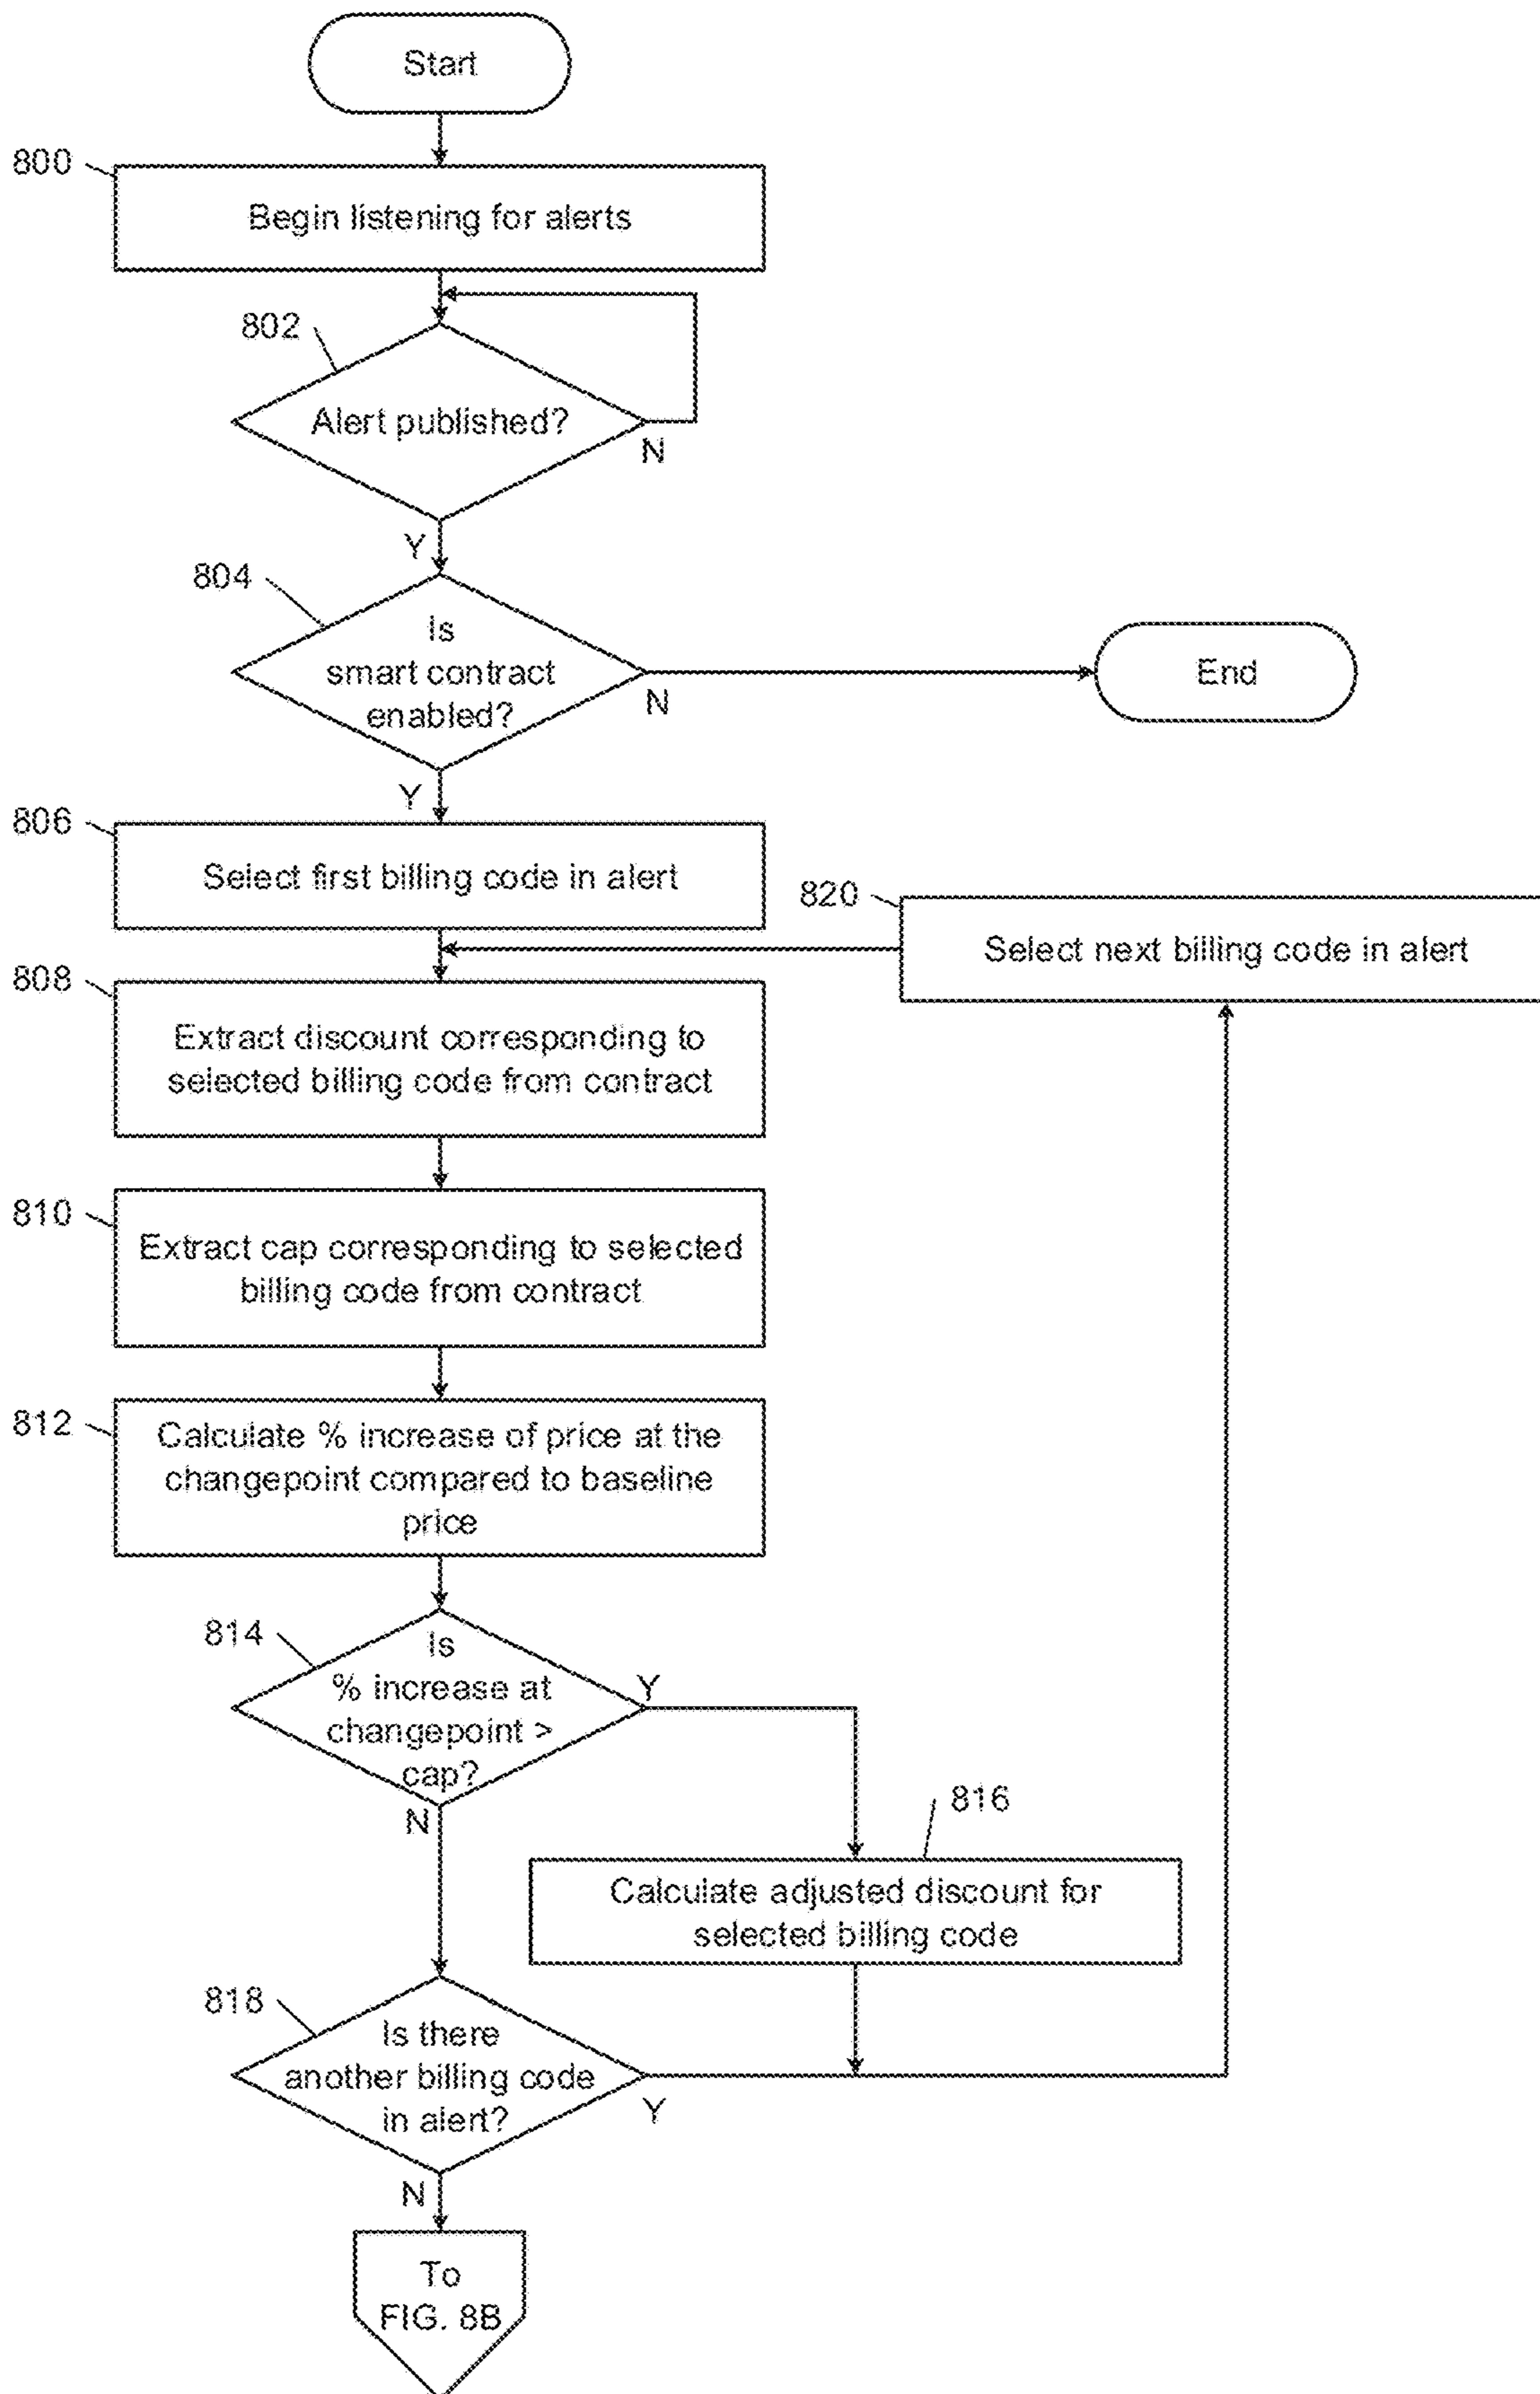 Start
800
Begin listening for alerts
802
Alert published?
N
Y
804
Is
smart contract
enabled?
N
End
Y
806
Select first billing code in alert
820
Select next billing code in alert
808
Extract discount corresponding to
selected billing code from contract
810
Extract cap corresponding to selected
billing code from contract
812
Calculate % increase of price at the
changepoint compared to baseline
price
814
Is
% increase at
changepoint >
cap?
Y
N
816
Calculate adjusted discount for
selected billing code
818
Is there
another billing code
in alert?
Y
N
To
FIG. 8B